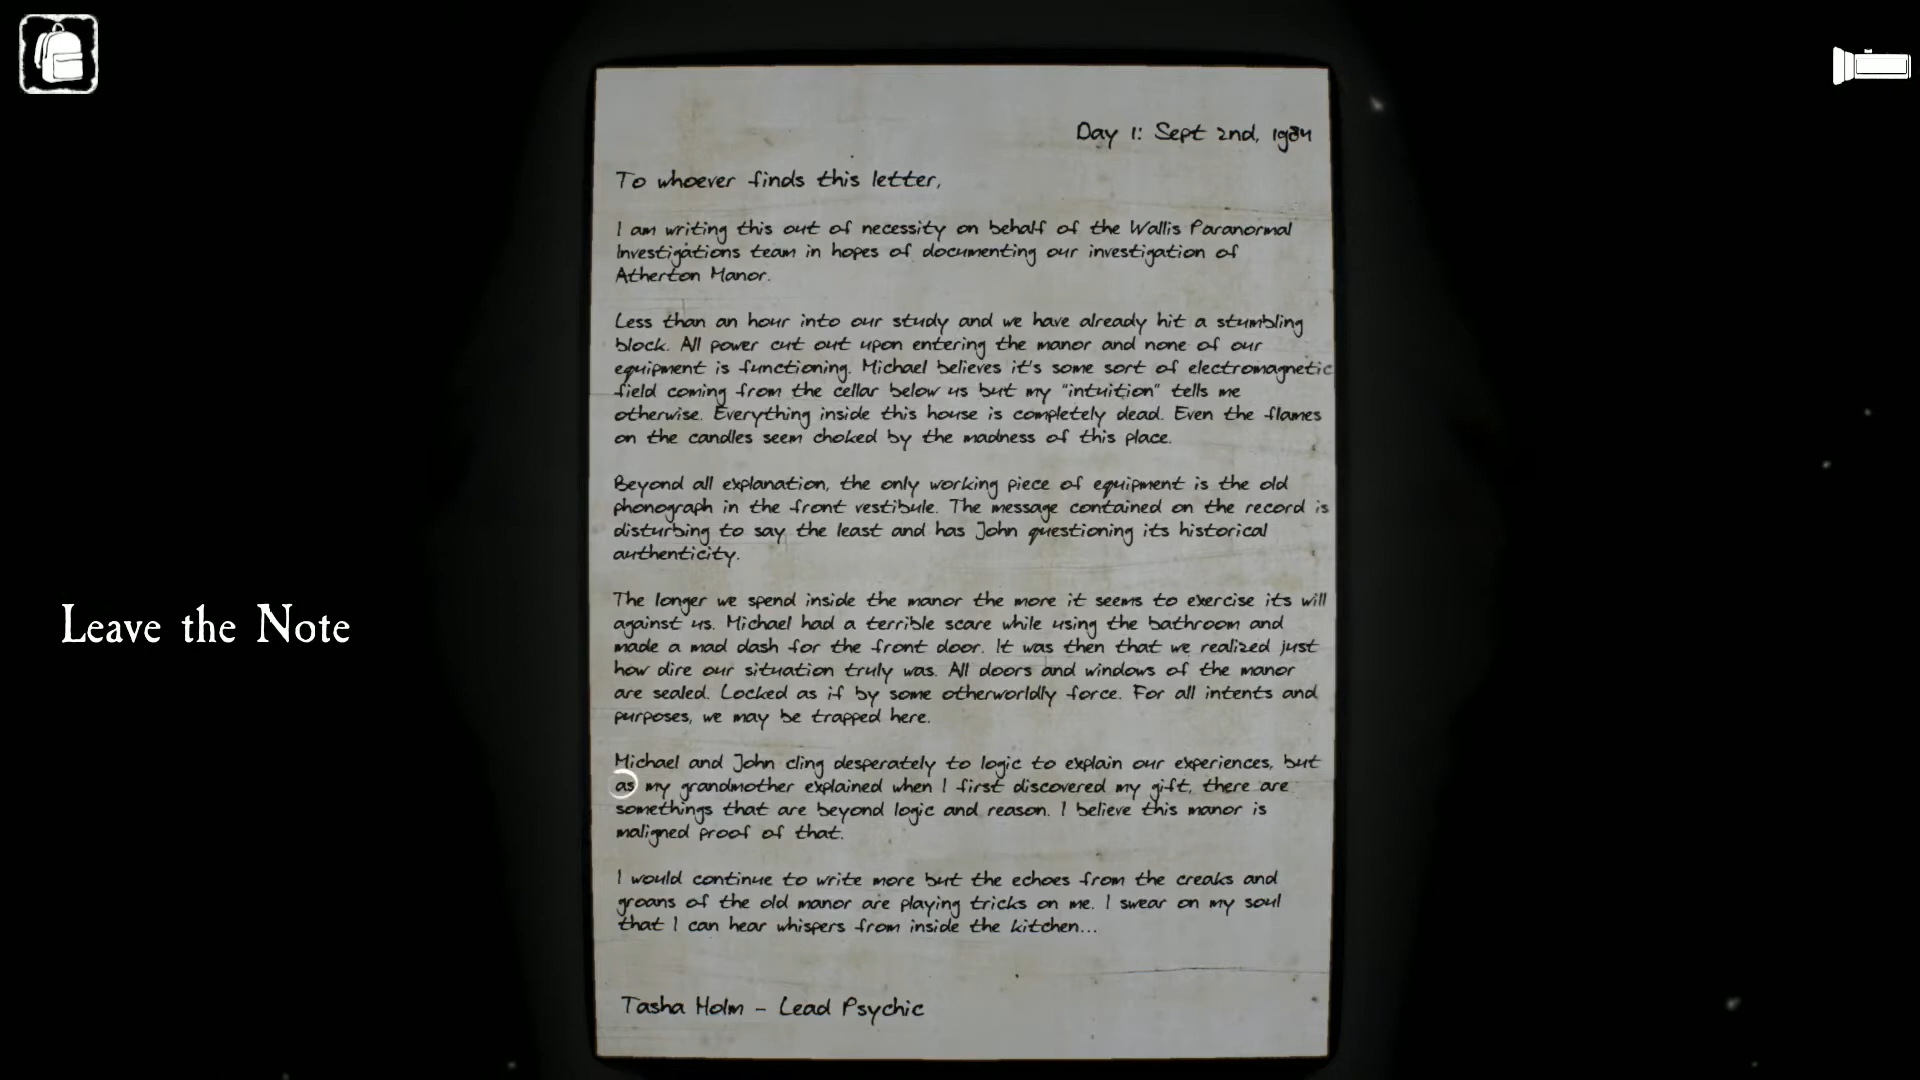 Day 1: Sept 2nd, 1984
To whoever finds this letter,
I am writing this out of necessity on behalf of the Wallis Paranormal
Investigations team in hopes of documenting our investigation of
Atherton Manor.
Less than an hour into our study and we have already hit a stumbling
block. All power cut out upon entering the manor and none of our
equipment is functioning. Michael believes it's some sort of electromagnetic
field coming from the cellar below us but my "intuition" tells me
otherwise. Everything inside this house is completely dead. Even the flames
on the candles seem choked by the madness of this place.
Beyond all explanation, the only working piece of equipment is the old
phonograph in the front vestibule. The message contained on the record is
disturbing to say the least and has John questioning its historical
authenticity.
The longer we spend inside the manor the more it seems to exercise its will
against us. Michael had a terrible scare while using the bathroom and
made a mad dash for the front door. It was then that we realized just
how dire our situation truly was. All doors and windows of the manor
are sealed. Locked as if by some otherworldly force. For all intents and
purposes, we may be trapped here.
Leave the Note
Michael and John cling desperately to logic to explain our experiences, but
as my grandmother explained when I first discovered my gift, there are
somethings that are beyond logic and reason. I believe this manor is
maligned proof of that.
I would continue to write more but the echoes from the creaks and
groans of the old manor are playing tricks on me. I swear on my soul
that I can hear whispers from inside the kitchen...
Tasha Holm - Lead Psychic